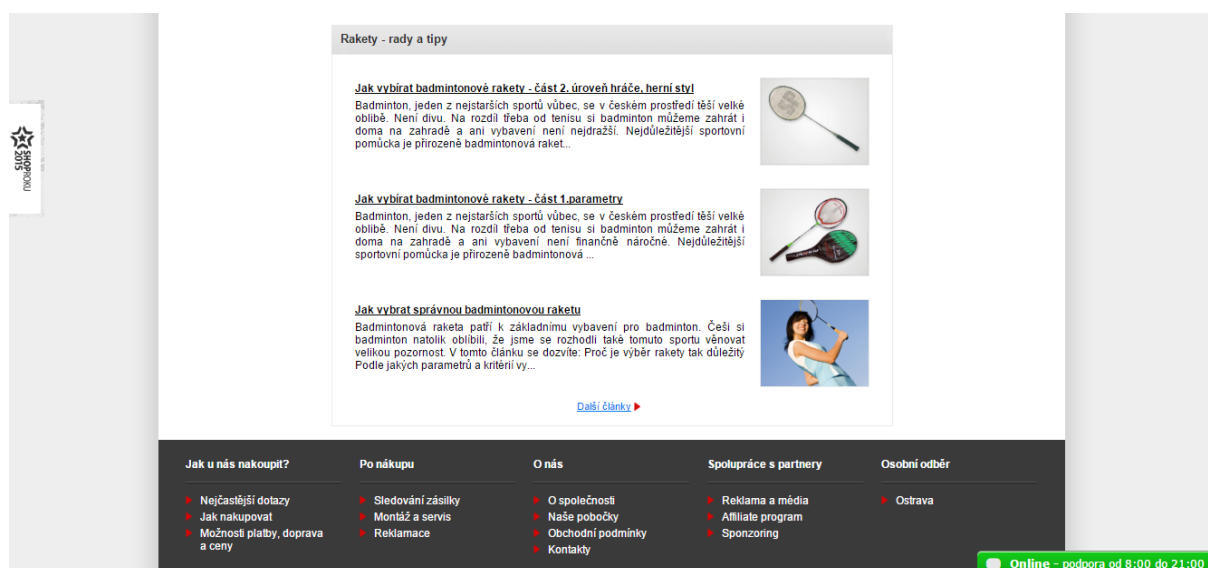 Rakety - rady a tipy
Jak vybírat badmintonové rakety - část 2. úroveň hráče, herní styl
Badminton, jeden z nejstarších sportů vůbec, se v českém prostředí těší velké
oblibě. Není divu. Na rozdíl třeba od tenisu si badminton můžeme zahrát i
doma na zahradě a ani vybavení není nejdražší. Nejdůležitější sportovní
pomůcka je přirozeně badmintonová raket...
Jak vybírat badmintonové rakety - část 1.parametry
Badminton, jeden z nejstarších sportů vůbec, se v českém prostředí těší velké
oblibě. Není divu. Na rozdíl třeba od tenisu si badminton můžeme zahrát i
doma na zahradě a ani vybavení není finančně náročné. Nejdůležitější
sportovní pomůcka je přirozeně badmintonová ...
Jak vybrat správnou badmintonovou raketu
Badmintonová raketa patří k základnímu vybavení pro badminton. Češi si
badminton natolik oblíbili, že jsme se rozhodli také tomuto sportu věnovat
velikou pozornost. V tomto článku se dozvíte: Proč je výběr rakety tak důležitý
Podle jakých parametrů a kritérií vy...
Další články
SHOPROKU
2015
Jak u nás nakoupit?
Nejčastější dotazy
Jak nakupovat
Možnosti platby, doprava
a ceny
Po nákupu
Sledování zásilky
Montáž a servis
Reklamace
O nás
O společnosti
Naše pobočky
Obchodní podmínky
Kontakty
Spolupráce s partnery
Reklama a média
Affiliate program
Sponzoring
Osobní odběr
Ostrava
Online - podpora od 8:00 do 21:00